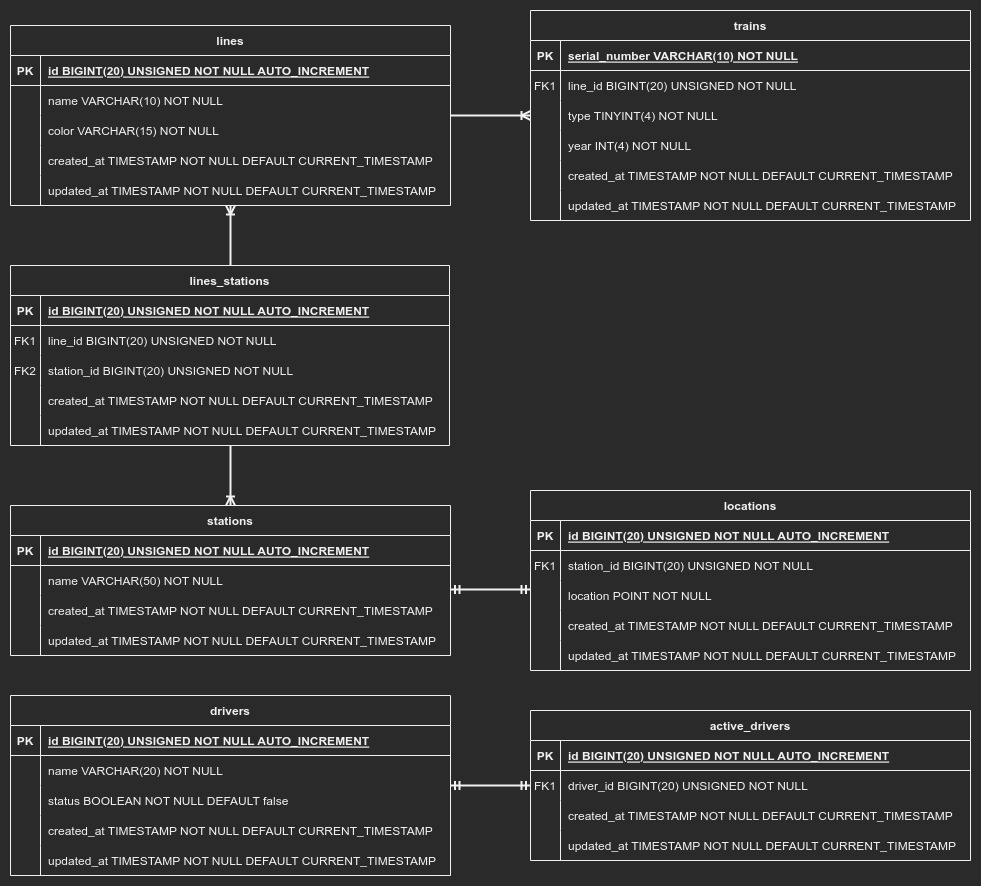 lines
PK id BIGINT(20) UNSIGNED NOT NULL AUTO_INCREMENT
name VARCHAR(10) NOT NULL
color VARCHAR(15) NOT NULL
created_at TIMESTAMP NOT NULL DEFAULT CURRENT_TIMESTAMP
updated_at TIMESTAMP NOT NULL DEFAULT CURRENT_TIMESTAMP
trains
PK serial_number VARCHAR(10) NOT NULL
FK1 line_id BIGINT(20) UNSIGNED NOT NULL
type TINYINT(4) NOT NULL
year INT(4) NOT NULL
created_at TIMESTAMP NOT NULL DEFAULT CURRENT_TIMESTAMP
updated_at TIMESTAMP NOT NULL DEFAULT CURRENT_TIMESTAMP
lines_stations
PK id BIGINT(20) UNSIGNED NOT NULL AUTO_INCREMENT
FK1 line_id BIGINT(20) UNSIGNED NOT NULL
FK2 station_id BIGINT(20) UNSIGNED NOT NULL
created_at TIMESTAMP NOT NULL DEFAULT CURRENT_TIMESTAMP
updated_at TIMESTAMP NOT NULL DEFAULT CURRENT_TIMESTAMP
stations
PK id BIGINT(20) UNSIGNED NOT NULL AUTO_INCREMENT
name VARCHAR(50) NOT NULL
created_at TIMESTAMP NOT NULL DEFAULT CURRENT_TIMESTAMP
updated_at TIMESTAMP NOT NULL DEFAULT CURRENT_TIMESTAMP
locations
PK id BIGINT(20) UNSIGNED NOT NULL AUTO_INCREMENT
FK1 station_id BIGINT(20) UNSIGNED NOT NULL
location POINT NOT NULL
created_at TIMESTAMP NOT NULL DEFAULT CURRENT_TIMESTAMP
updated_at TIMESTAMP NOT NULL DEFAULT CURRENT_TIMESTAMP
drivers
PK id BIGINT(20) UNSIGNED NOT NULL AUTO_INCREMENT
name VARCHAR(20) NOT NULL
status BOOLEAN NOT NULL DEFAULT false
created_at TIMESTAMP NOT NULL DEFAULT CURRENT_TIMESTAMP
updated_at TIMESTAMP NOT NULL DEFAULT CURRENT_TIMESTAMP
active_drivers
PK id BIGINT(20) UNSIGNED NOT NULL AUTO_INCREMENT
FK1 driver_id BIGINT(20) UNSIGNED NOT NULL
created_at TIMESTAMP NOT NULL DEFAULT CURRENT_TIMESTAMP
updated_at TIMESTAMP NOT NULL DEFAULT CURRENT_TIMESTAMP